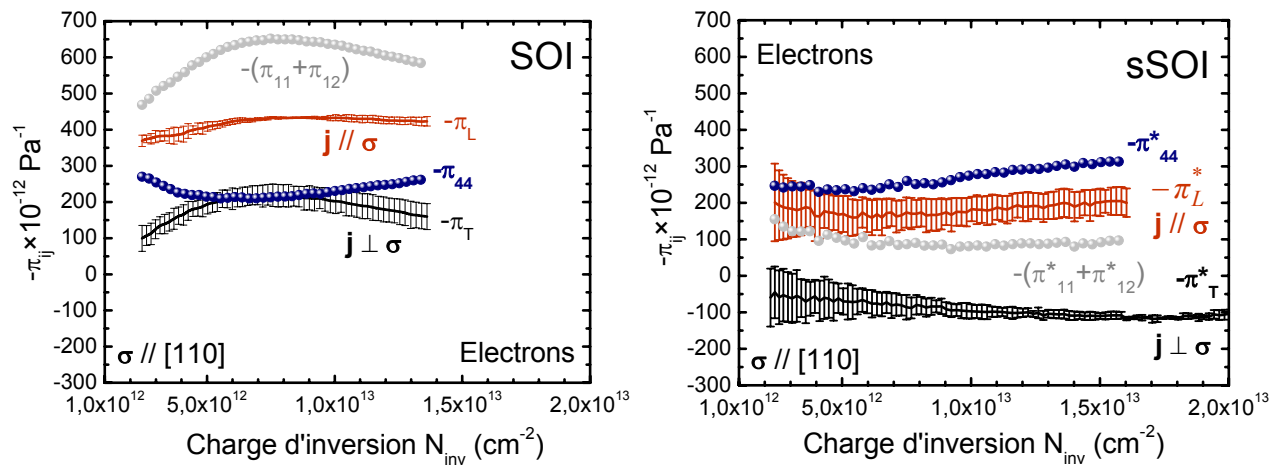 SOI
-(π11+π12)
-πL
j // σ
-π44
-πT
j ⊥ σ
σ // [110]
Electrons
-πij×10-12 Pa-1
700
600
500
400
300
200
100
0
-100
-200
-300
1,0x10^12
5,0x10^12
1,0x10^13
1,5x10^13
2,0x10^13
Charge d'inversion Ninv (cm-2)
Electrons
sSOI
-π*44
-π*L
j // σ
-(π*11+π*12)
-π*T
j ⊥ σ
σ // [110]
-πij×10-12 Pa-1
700
600
500
400
300
200
100
0
-100
-200
-300
1,0x10^12
5,0x10^12
1,0x10^13
1,5x10^13
2,0x10^13
Charge d'inversion Ninv (cm-2)